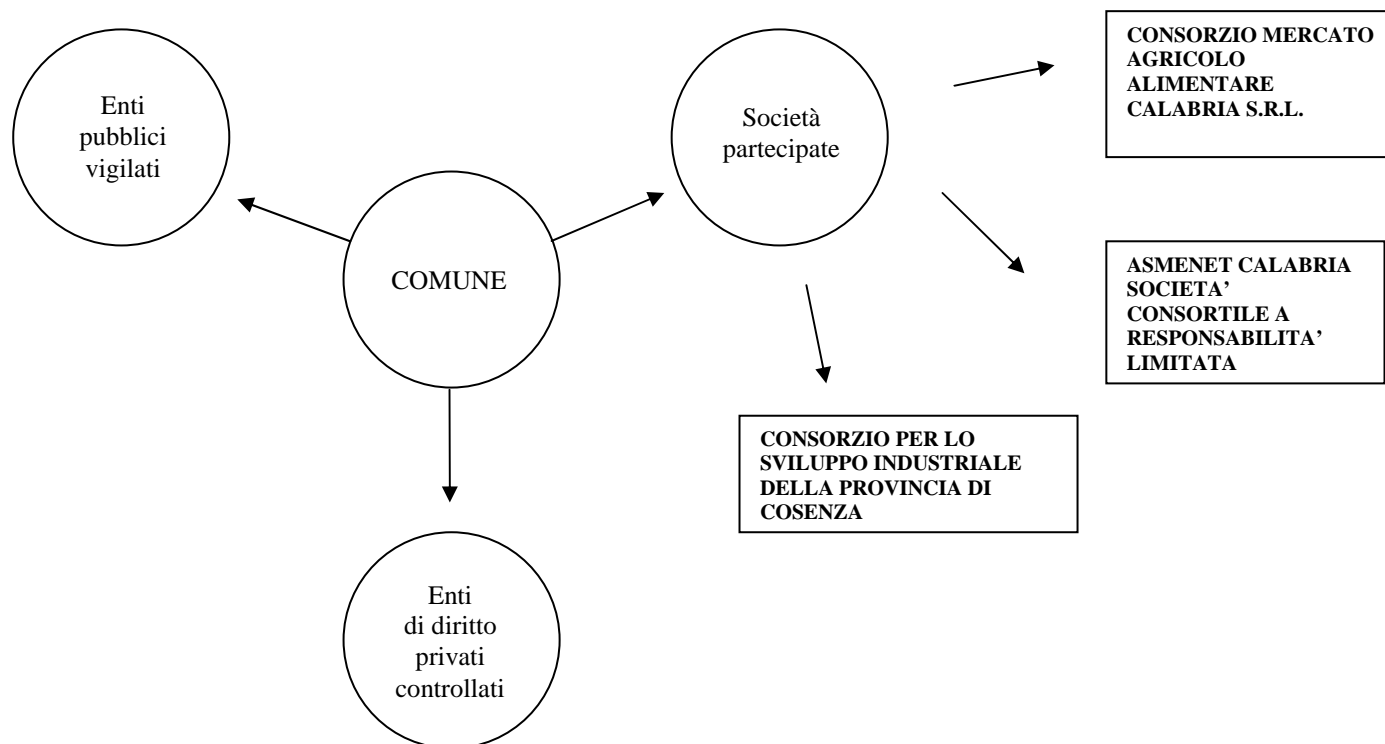 Enti
pubblici
vigilati
COMUNE
Società
partecipate
CONSORZIO MERCATO
AGRICOLO
ALIMENTARE
CALABRIA S.R.L.
ASMENET CALABRIA
SOCIETA’
CONSORTILE A
RESPONSABILITA’
LIMITATA
CONSORZIO PER LO
SVILUPPO INDUSTRIALE
DELLA PROVINCIA DI
COSENZA
Enti
di diritto
privati
controllati